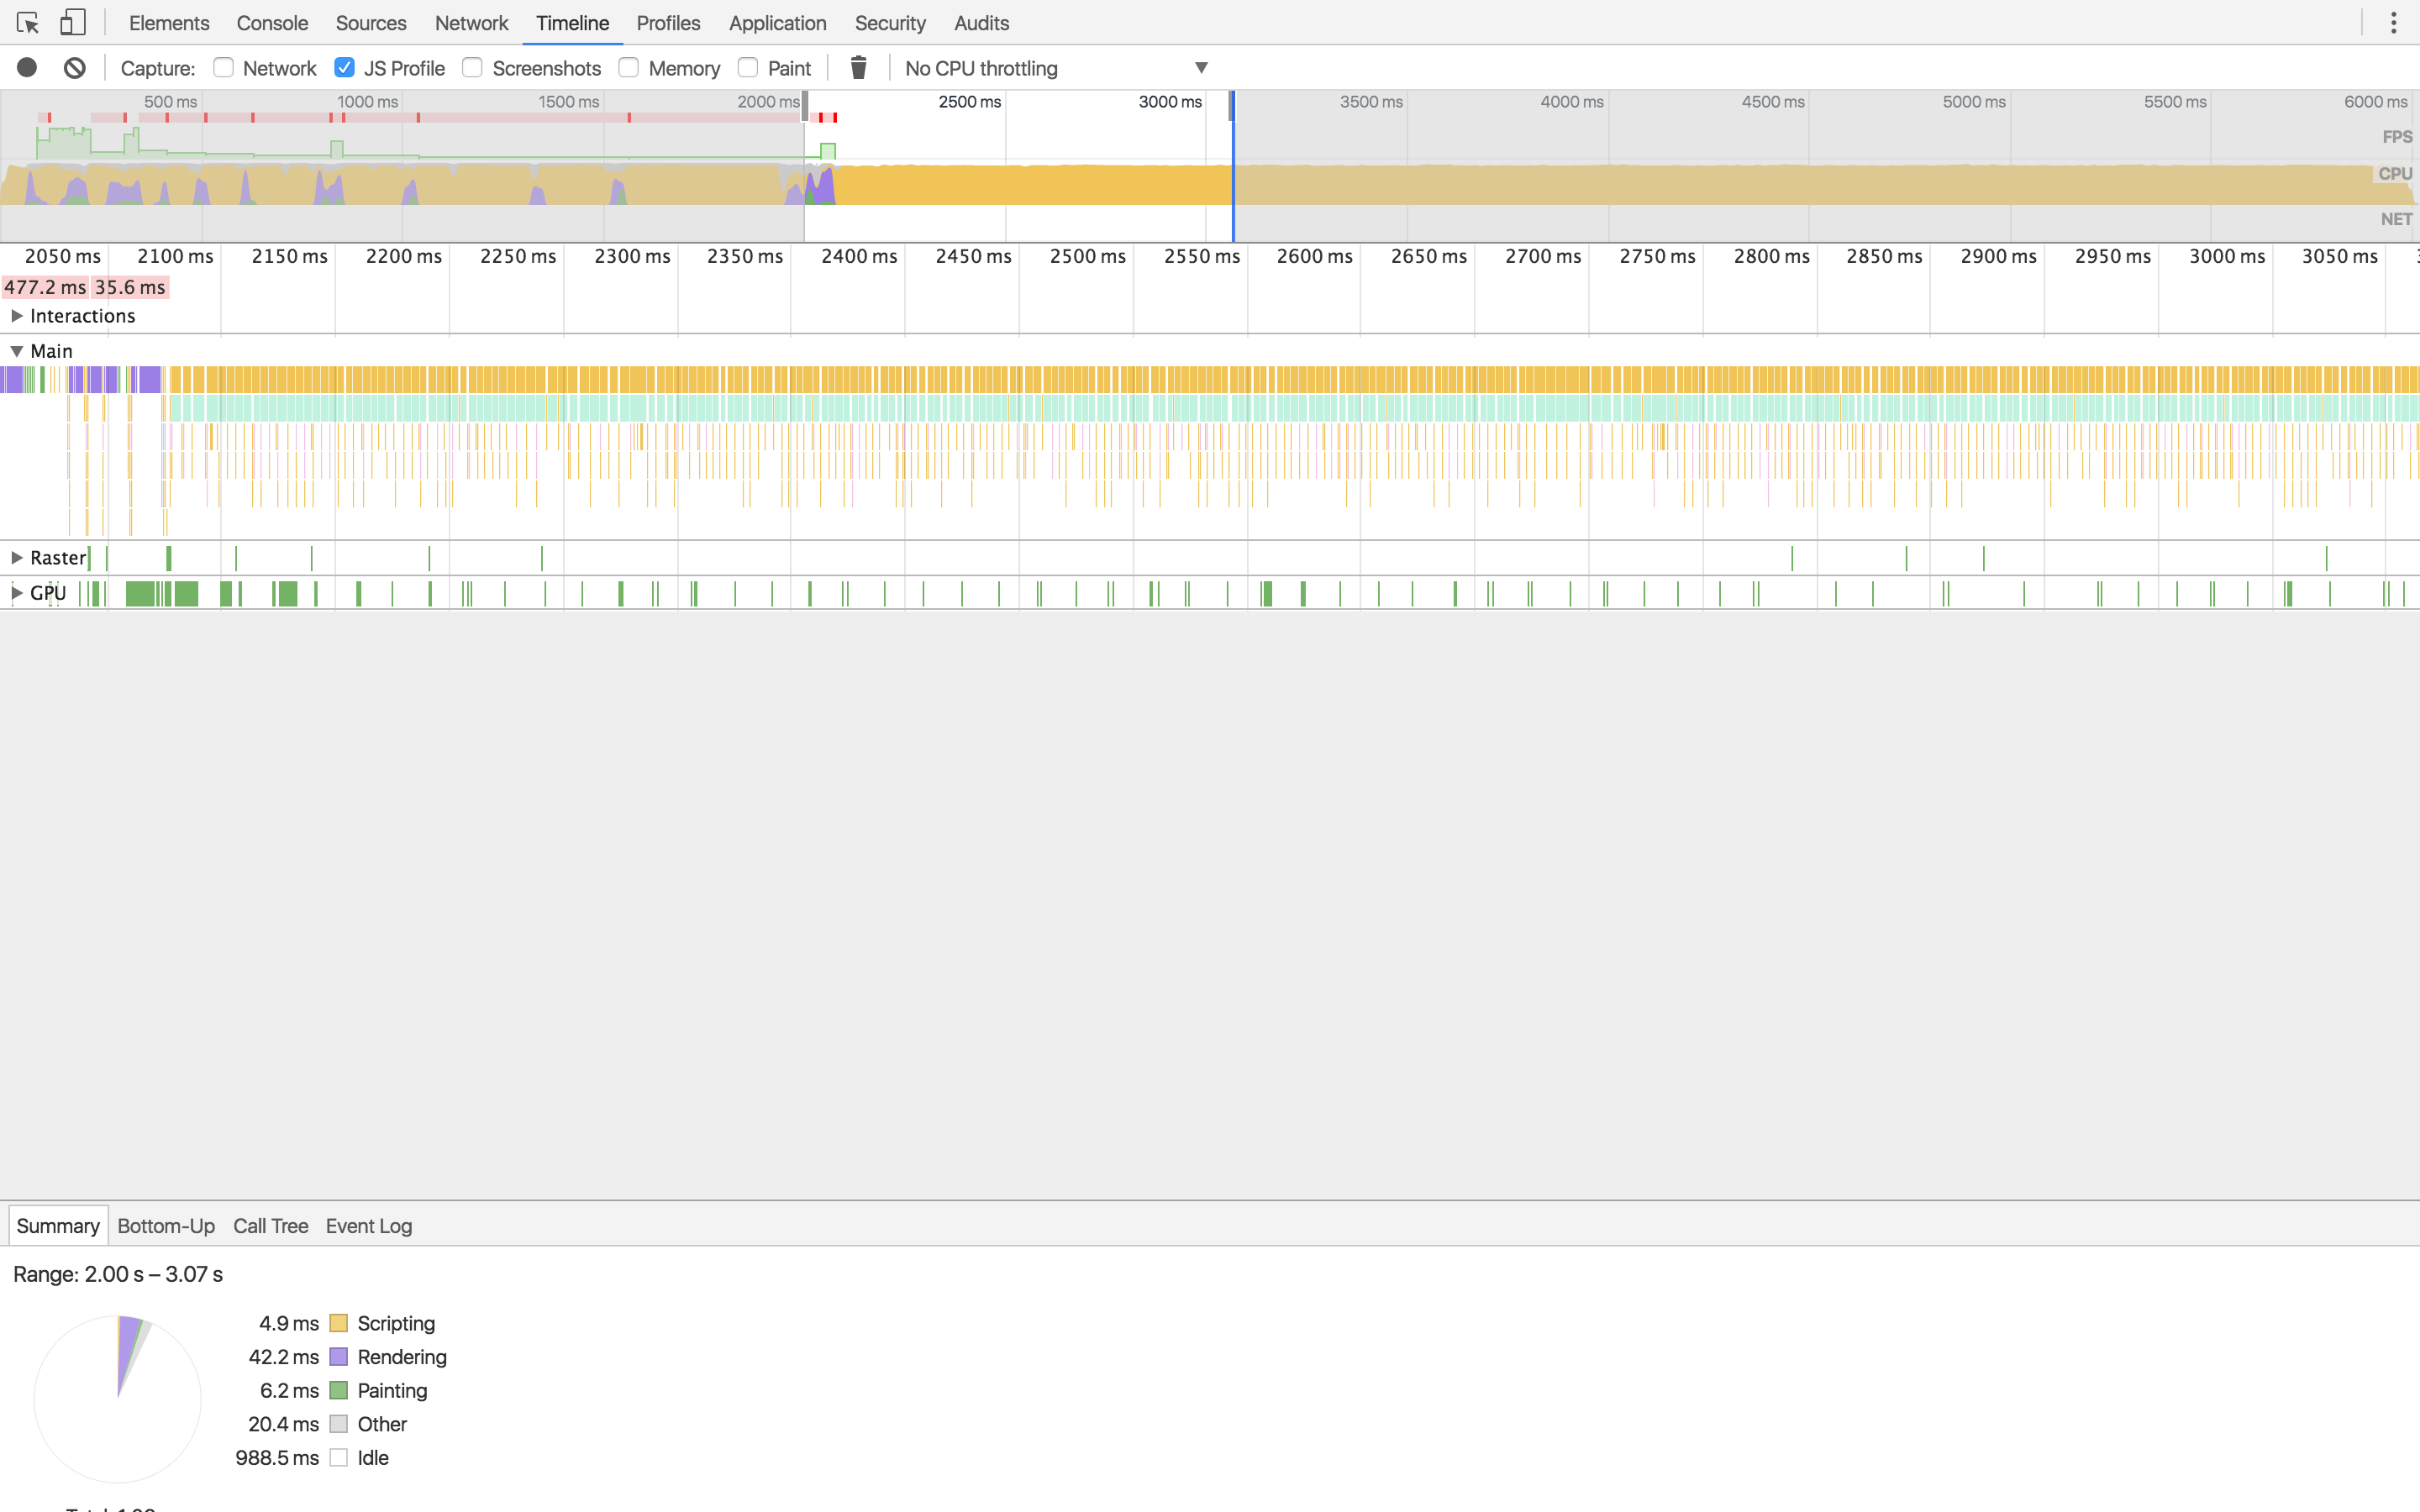 Elements Console Sources Network Timeline Profiles Application Security Audits
Capture: Network JS Profile Screenshots Memory Paint No CPU throttling
500 ms 1000 ms 1500 ms 2000 ms 2500 ms 3000 ms 3500 ms 4000 ms 4500 ms 5000 ms 5500 ms 6000 ms
FPS
CPU
NET
2050 ms 2100 ms 2150 ms 2200 ms 2250 ms 2300 ms 2350 ms 2400 ms 2450 ms 2500 ms 2550 ms 2600 ms 2650 ms 2700 ms 2750 ms 2800 ms 2850 ms 2900 ms 2950 ms 3000 ms 3050 ms
477.2 ms 35.6 ms
Interactions
Main
Raster
GPU
Summary Bottom-Up Call Tree Event Log
Range: 2.00 s – 3.07 s
4.9 ms Scripting
42.2 ms Rendering
6.2 ms Painting
20.4 ms Other
988.5 ms Idle